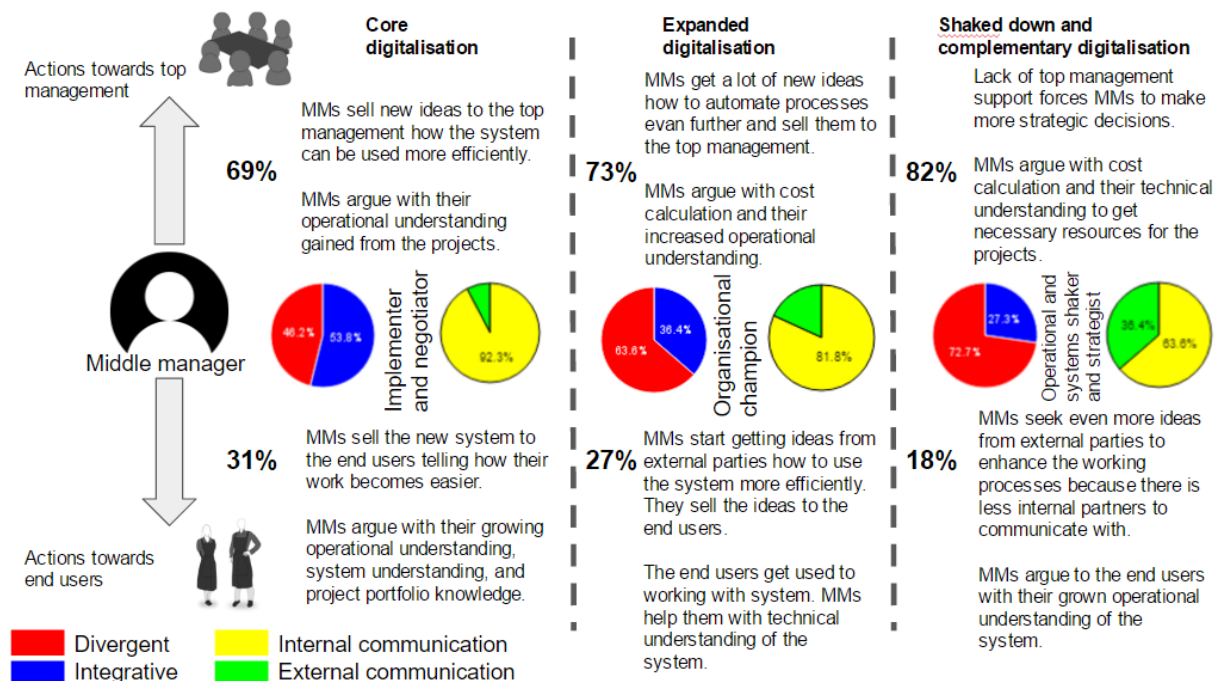 Core
digitalisation
Expanded
digitalisation
Shaked down and
complementary digitalisation
Actions towards top
management
MMs sell new ideas to the top
management how the system
can be used more efficiently.
69%
MMs argue with their
operational understanding
gained from the projects.
MMs get a lot of new ideas
how to automate processes
evan further and sell them to
the top management.
73%
MMs argue with cost
calculation and their
increased operational
understanding.
Lack of top management
support forces MMs to make
more strategic decisions.
82%
MMs argue with cost
calculation and their technical
understanding to get
necessary resources for the
projects.
Middle manager
46.2%
53.8%
Implementer
and negotiator
92.3%
63.6%
36.4%
Organisational
champion
81.8%
72.7%
27.3%
Operational and
systems shaker
and strategist
36.4%
63.6%
Actions towards
end users
31%
MMs sell the new system to
the end users telling how their
work becomes easier.
MMs argue with their growing
operational understanding,
system understanding, and
project portfolio knowledge.
27%
MMs start getting ideas from
external parties how to use
the system more efficiently.
They sell the ideas to the
end users.
The end users get used to
working with system. MMs
help them with technical
understanding of the
system.
18%
MMs seek even more ideas
from external parties to
enhance the working
processes because there is
less internal partners to
communicate with.
MMs argue to the end users
with their grown operational
understanding of the
system.
Divergent
Integrative
Internal communication
External communication